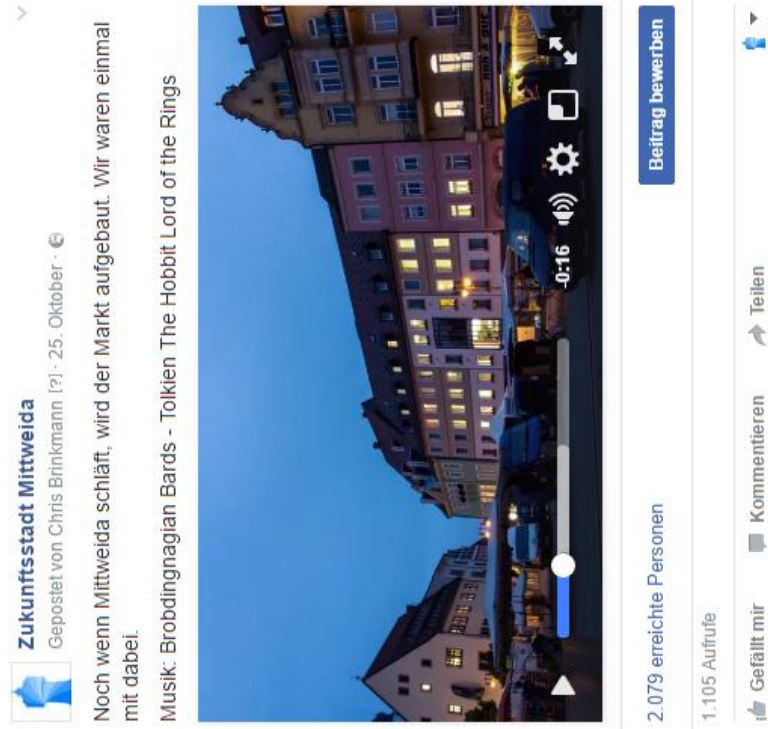 Zukunftsstadt Mittweida
Gepostet von Chris Brinkmann [?] · 25. Oktober ·
Noch wenn Mittweida schläft, wird der Markt aufgebaut. Wir waren einmal
mit dabei.
Musik: Brobdingnagian Bards - Tolkien The Hobbit Lord of the Rings
-0:16
2.079 erreichte Personen
Beitrag bewerben
1.105 Aufrufe
Gefällt mir
Kommentieren
Teilen